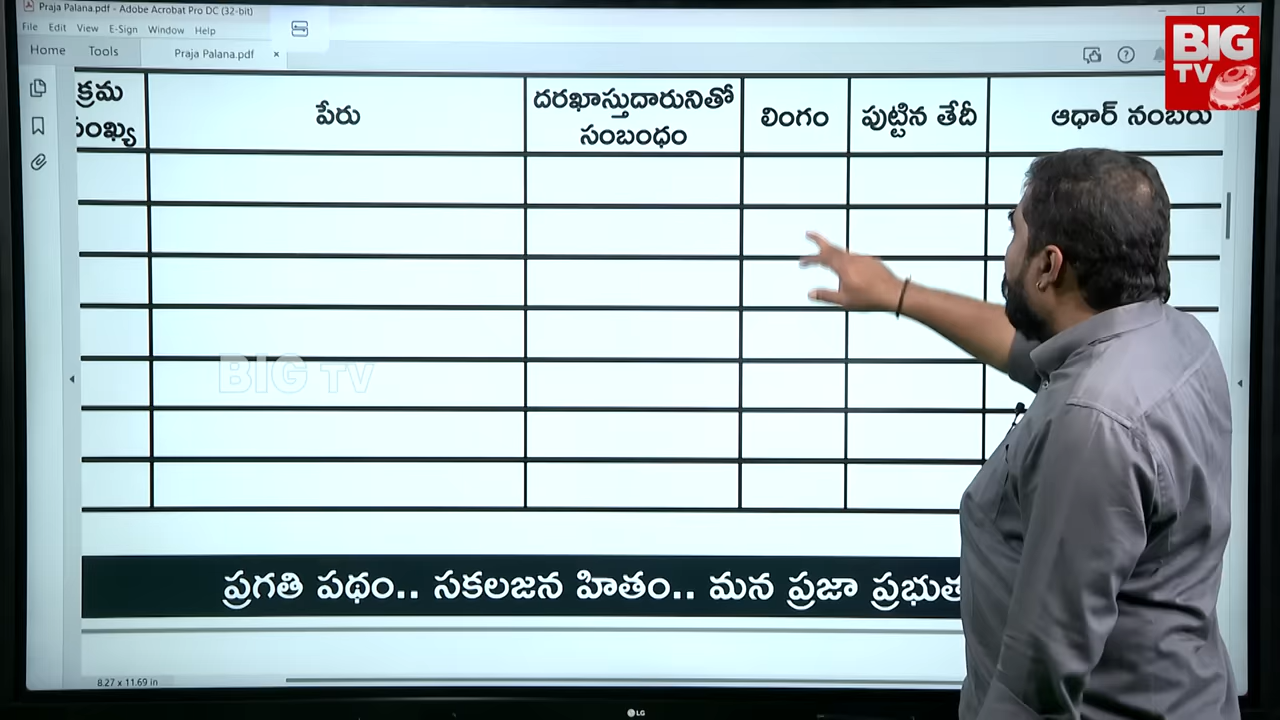 Praja Palana.pdf - Adobe Acrobat Pro DC (32-bit)
File Edit View E-Sign Window Help
Home Tools Praja Palana.pdf ×
BIG
TV
క్రమ
సంఖ్య
పేరు
దరఖాస్తుదారునితో
సంబంధం
లింగం
పుట్టిన తేదీ
ఆధార్ నంబరు
BIG TV
ప్రగతి పథం.. సకలజన హితం.. మన ప్రజా
8.27 x 11.69 in
LG